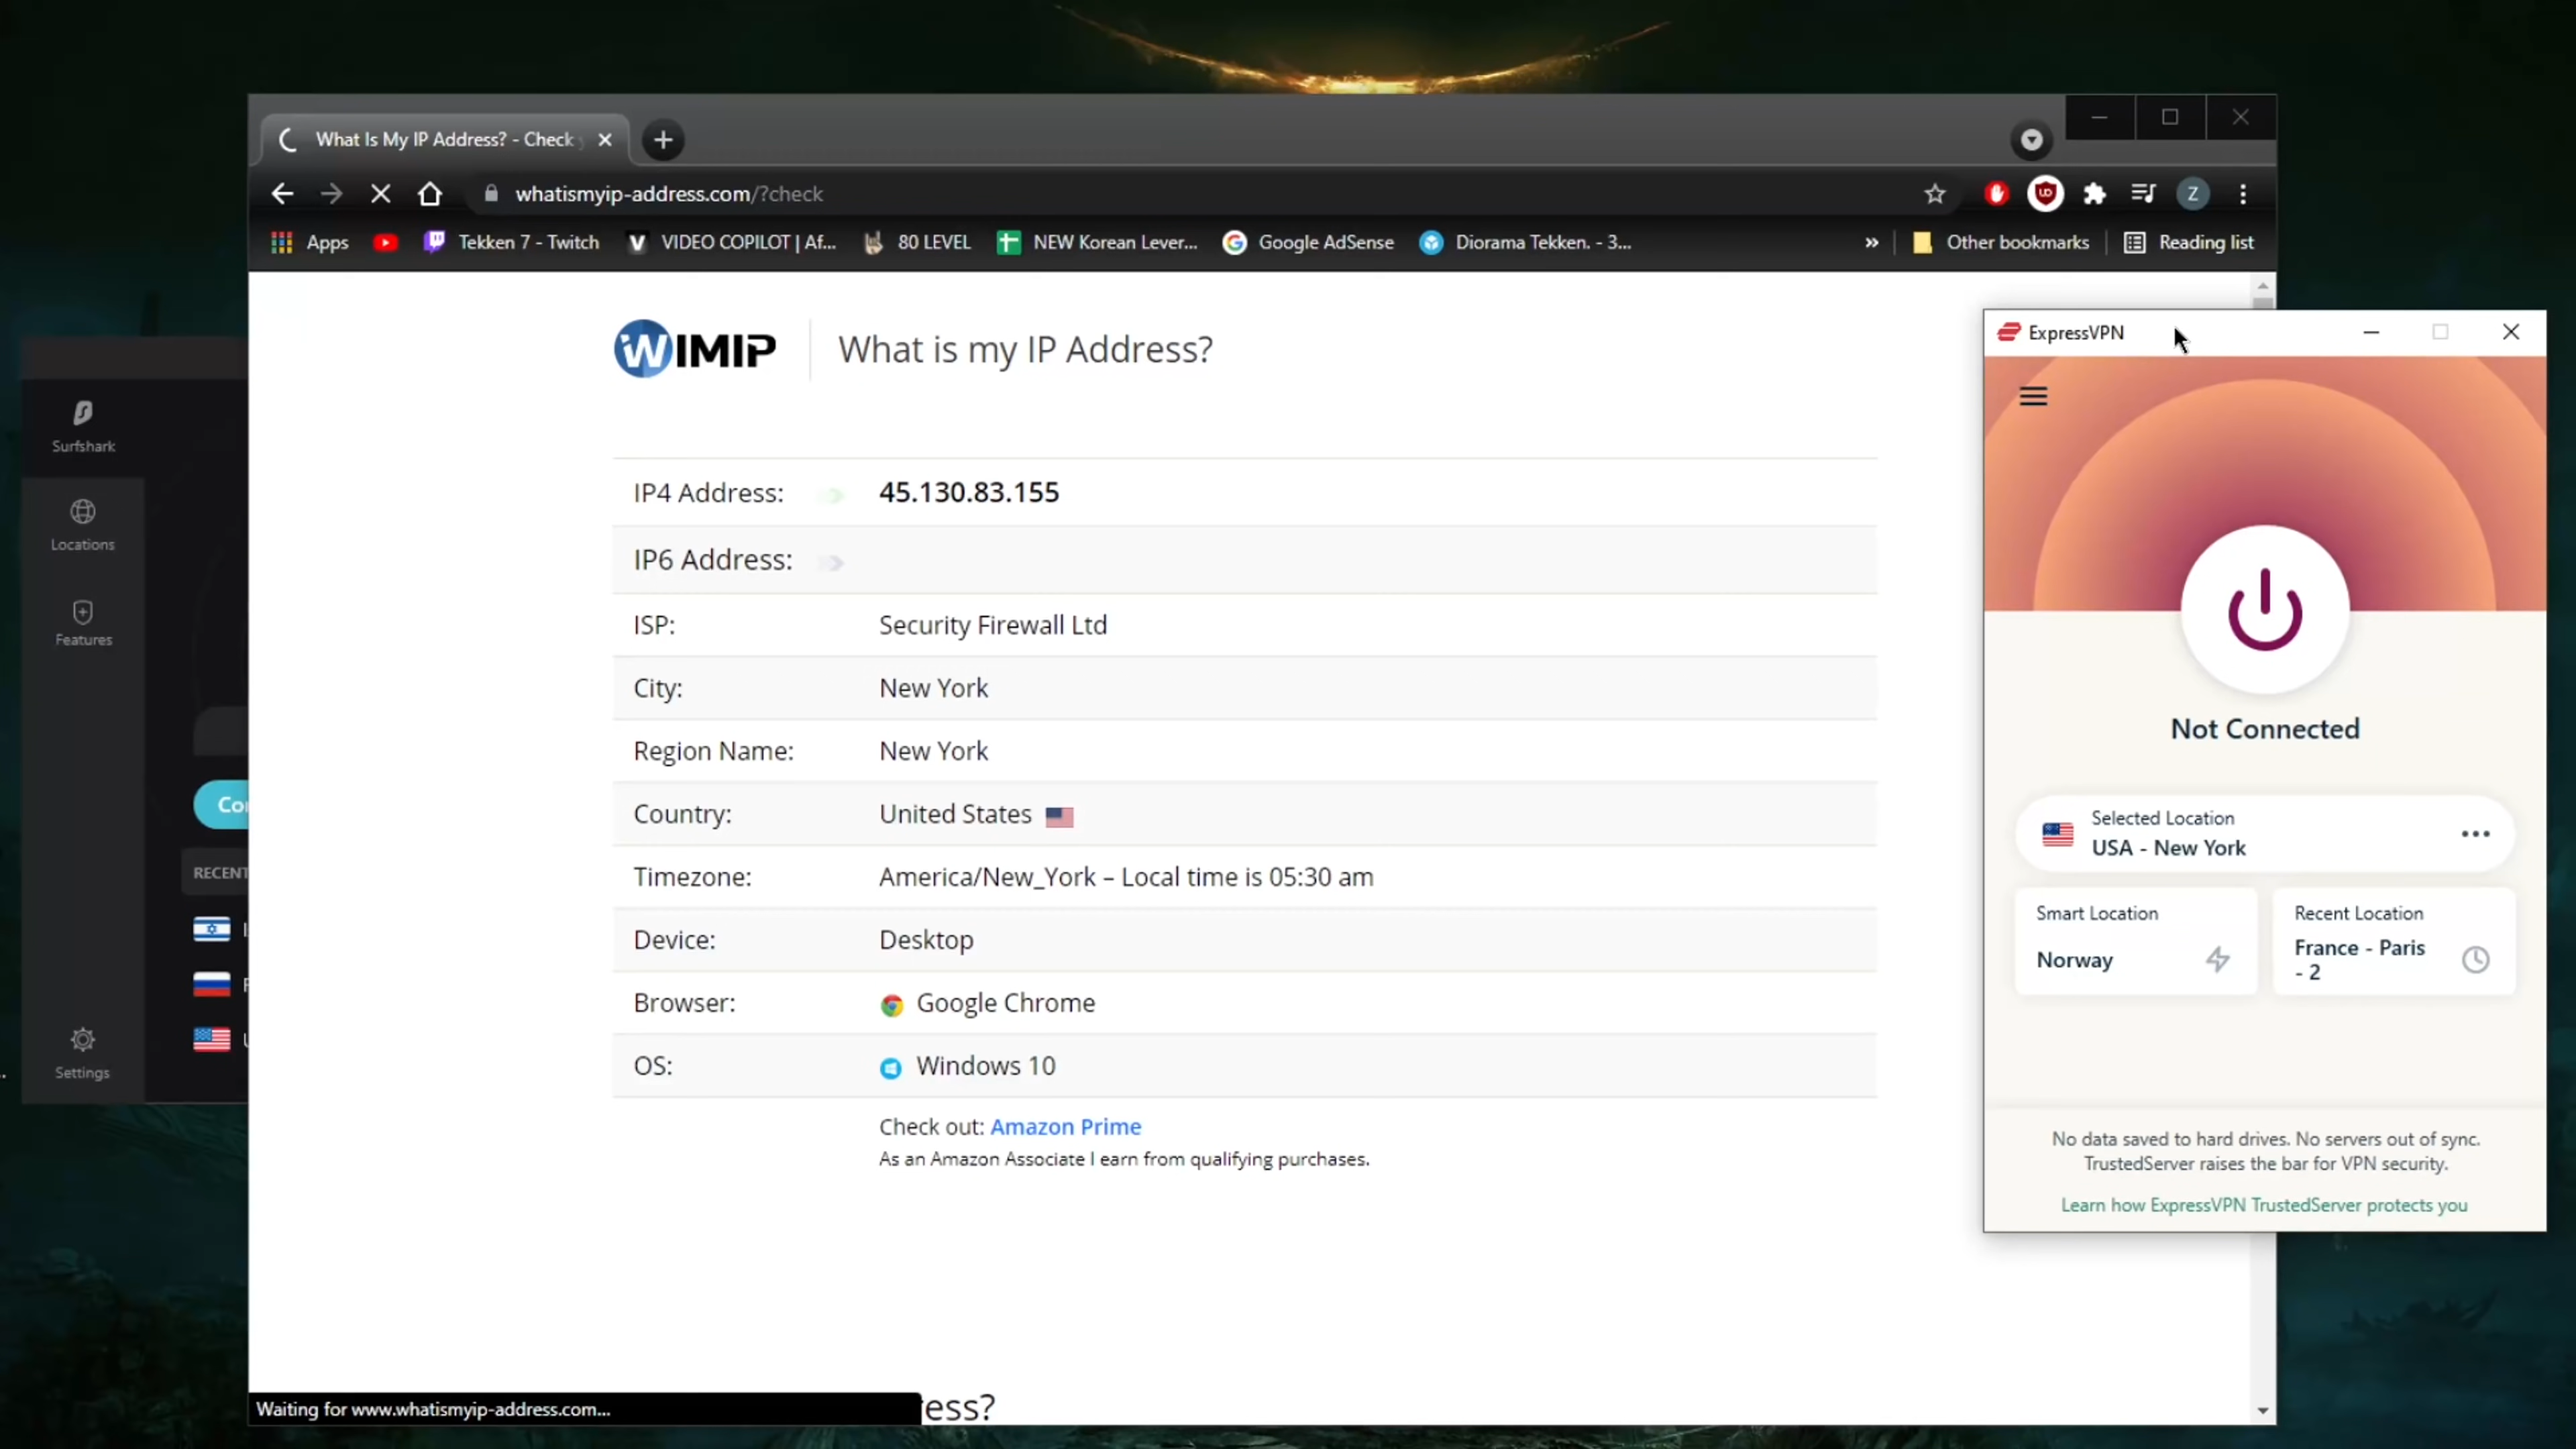 What Is My IP Address? - Check
whatismyip-address.com/?check
Apps
Tekken 7 - Twitch
VIDEO COPILOT | Af...
80 LEVEL
NEW Korean Lever...
Google AdSense
Diorama Tekken. - 3...
»
Other bookmarks
Reading list
Z
WIMIP
What is my IP Address?
IP4 Address: 45.130.83.155
IP6 Address:
ISP: Security Firewall Ltd
City: New York
Region Name: New York
Country: United States
Timezone: America/New_York – Local time is 05:30 am
Device: Desktop
Browser: Google Chrome
OS: Windows 10
Check out: Amazon Prime
As an Amazon Associate I earn from qualifying purchases.
ess?
Waiting for www.whatismyip-address.com...
Surfshark
Locations
Features
Settings
Co
RECENT
ExpressVPN
Not Connected
Selected Location
USA - New York
Smart Location
Norway
Recent Location
France - Paris
- 2
No data saved to hard drives. No servers out of sync.
TrustedServer raises the bar for VPN security.
Learn how ExpressVPN TrustedServer protects you